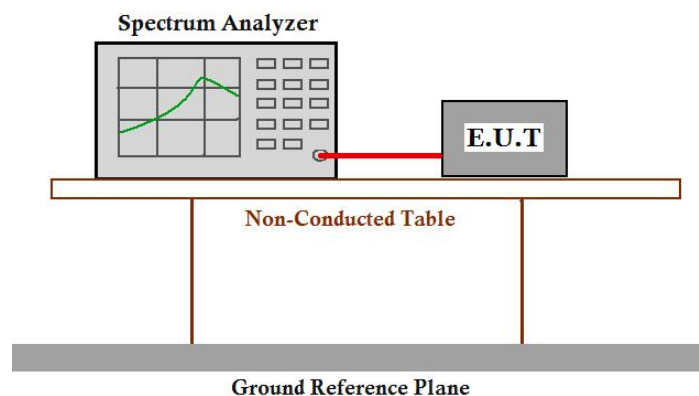 Spectrum Analyzer
E.U.T
Non-Conducted Table
Ground Reference Plane